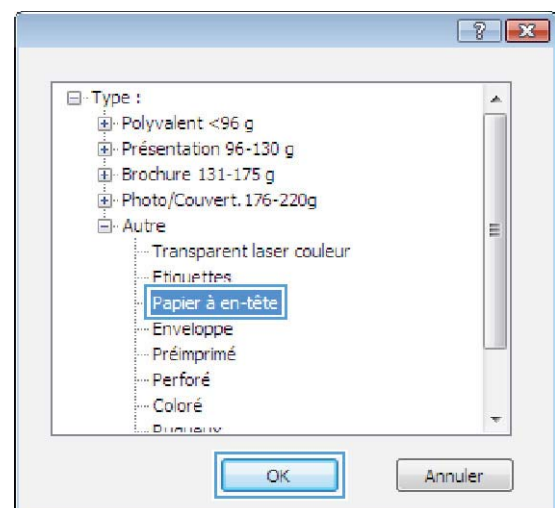 Type :
Polyvalent <96 g
Présentation 96-130 g
Brochure 131-175 g
Photo/Couvert. 176-220g
Autre
Transparent laser couleur
Etiquettes
Papier à en-tête
Enveloppe
Préimprimé
Perforé
Coloré
Rugueux
OK Annuler